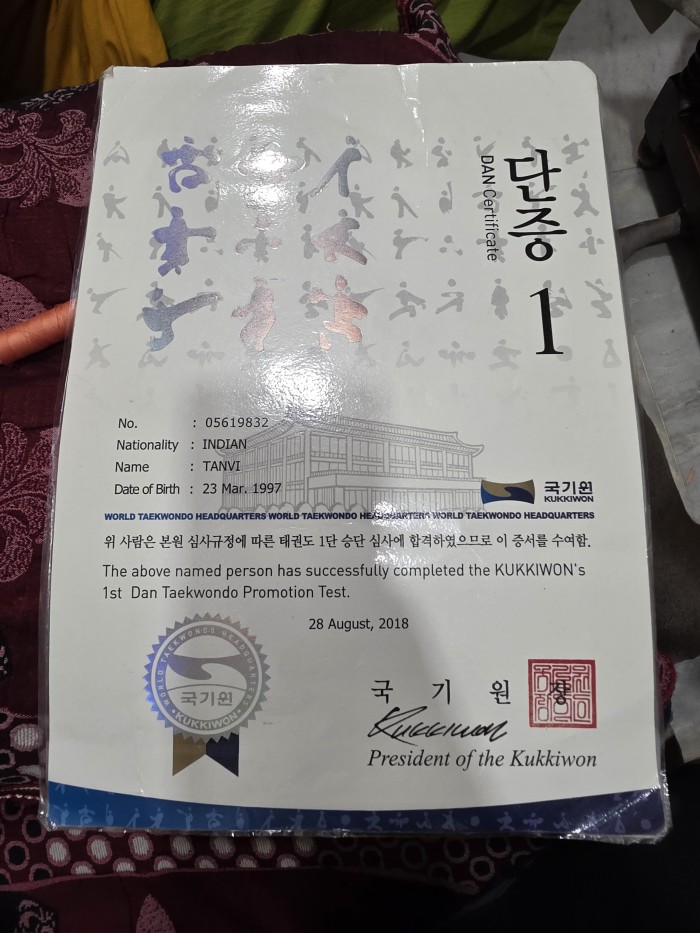 단증 1
DAN Certificate
No. : 05619832
Nationality : INDIAN
Name : TANVI
Date of Birth : 23 Mar. 1997
국기원
KUKKIWON
WORLD TAEKWONDO HEADQUARTERS WORLD TAEKWONDO HEADQUARTERS WORLD TAEKWONDO HEADQUARTERS
위 사람은 본원 심사규정에 따른 태권도 1단 승단 심사에 합격하였으므로 이 증서를 수여함.
The above named person has successfully completed the KUKKIWON's
1st Dan Taekwondo Promotion Test.
28 August, 2018
WORLD TAEKWONDO HEADQUARTERS
국기원
KUKKIWON
국 기 원 장
Kukkiwon
President of the Kukkiwon